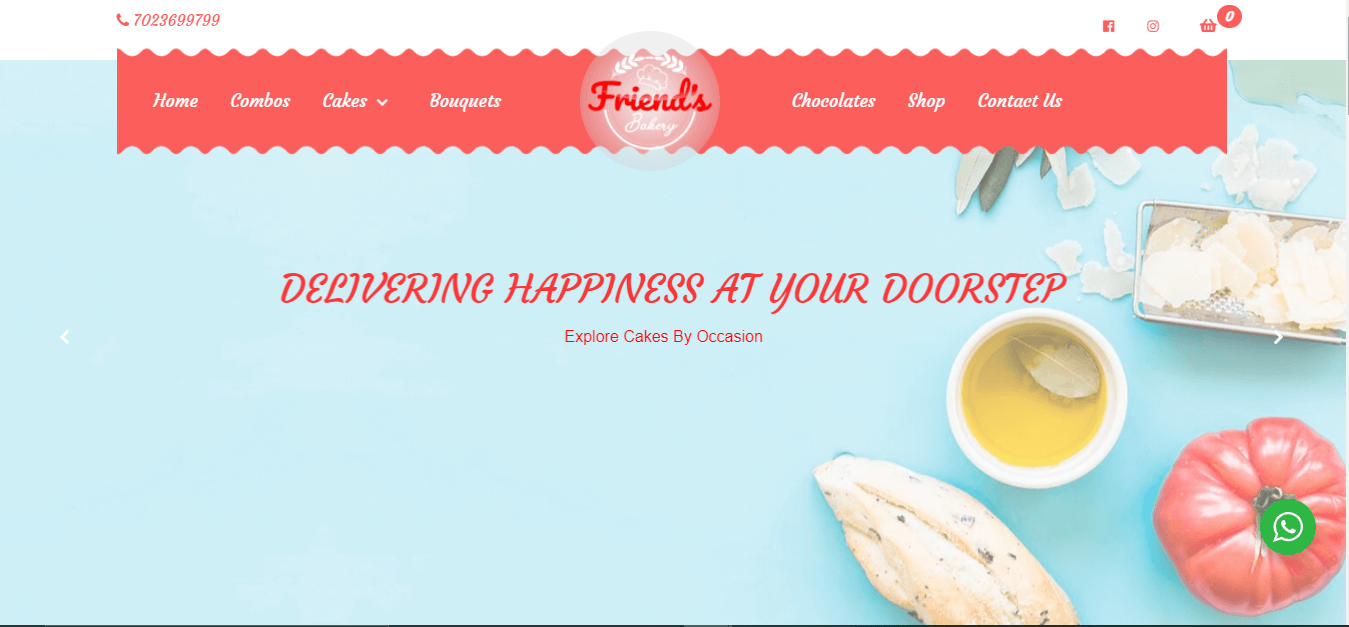 7023699799
0
Home Combos Cakes Bouquets
Friend's
Bakery
Chocolates Shop Contact Us
DELIVERING HAPPINESS AT YOUR DOORSTEP
Explore Cakes By Occasion